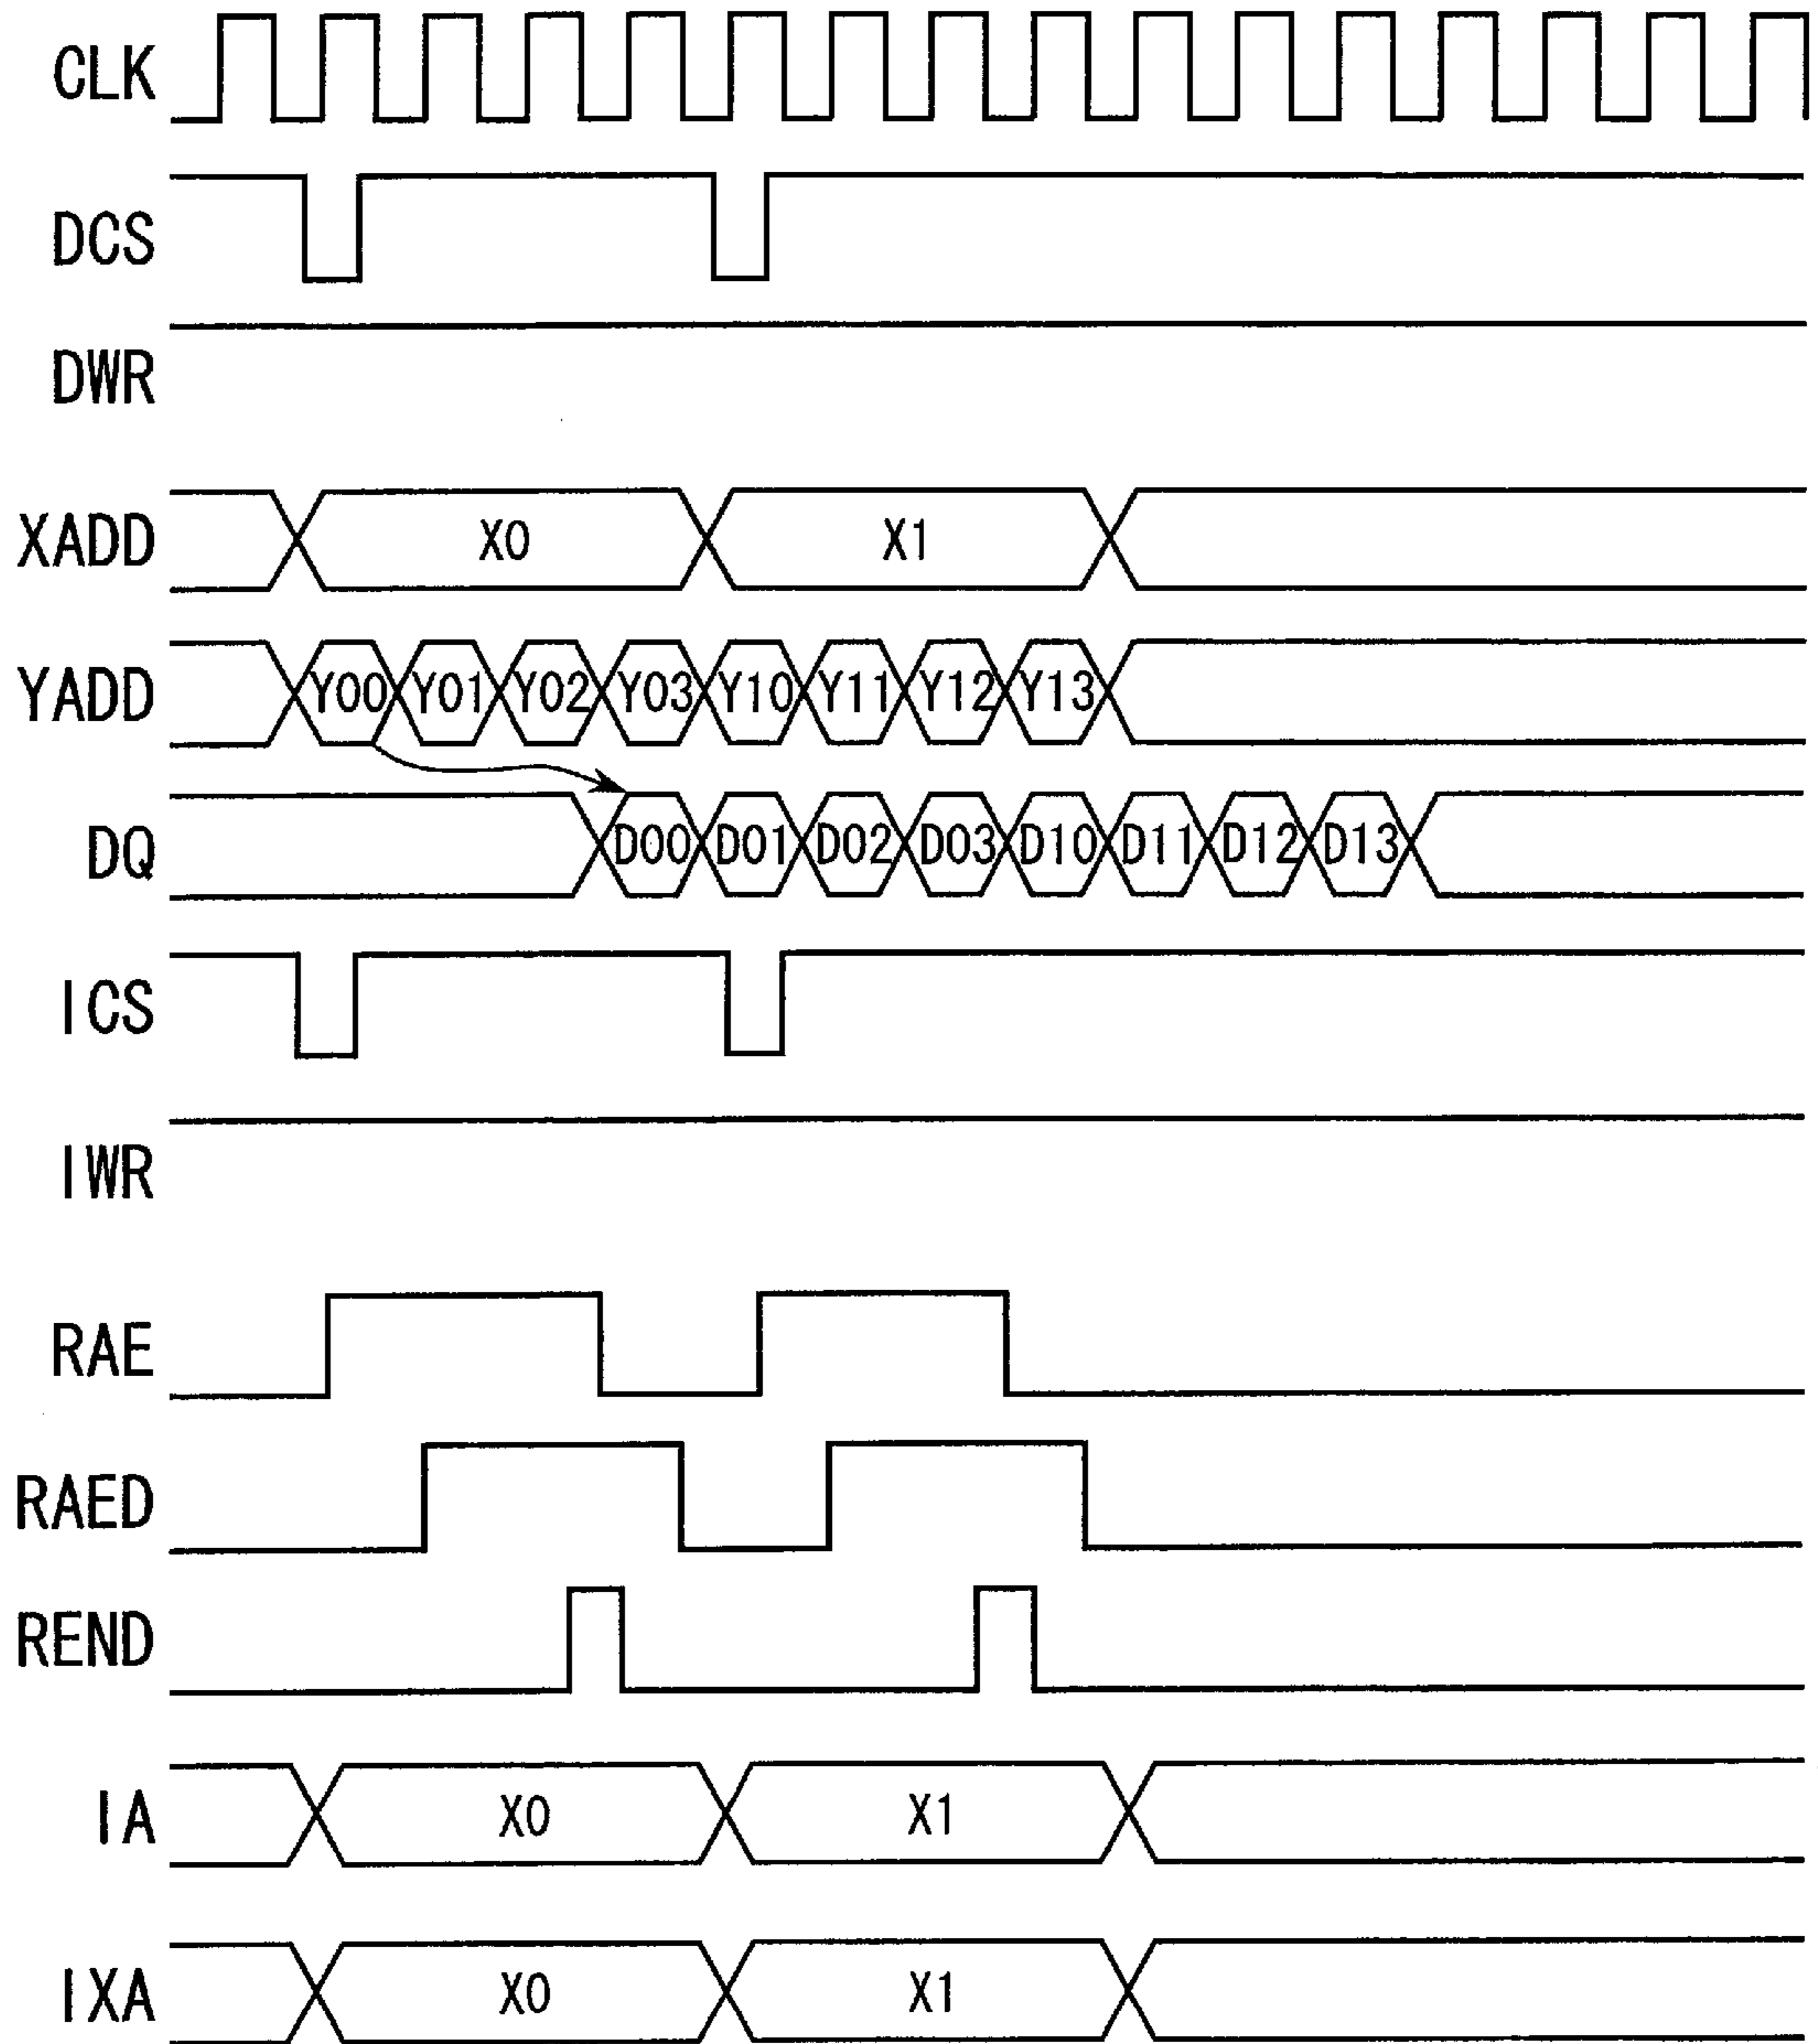 CLK
DCS
DWR
XADD X0 X1
YADD Y00 Y01 Y02 Y03 Y10 Y11 Y12 Y13
DQ D00 D01 D02 D03 D10 D11 D12 D13
ICS
IWR
RAE
RAED
REND
IA X0 X1
IXA X0 X1